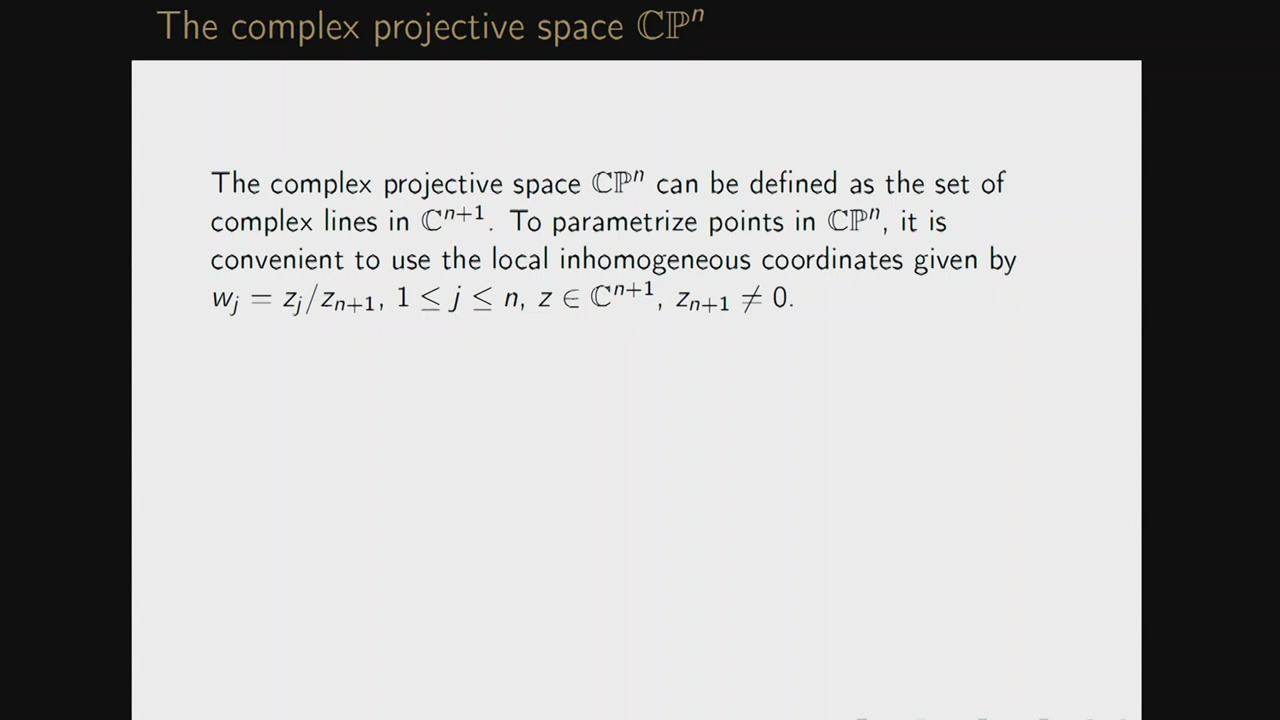 The complex projective space ℂℙⁿ
The complex projective space ℂℙⁿ can be defined as the set of
complex lines in ℂⁿ⁺¹. To parametrize points in ℂℙⁿ, it is
convenient to use the local inhomogeneous coordinates given by
wⱼ = zⱼ/zₙ₊₁, 1 ≤ j ≤ n, z ∈ ℂⁿ⁺¹, zₙ₊₁ ≠ 0.